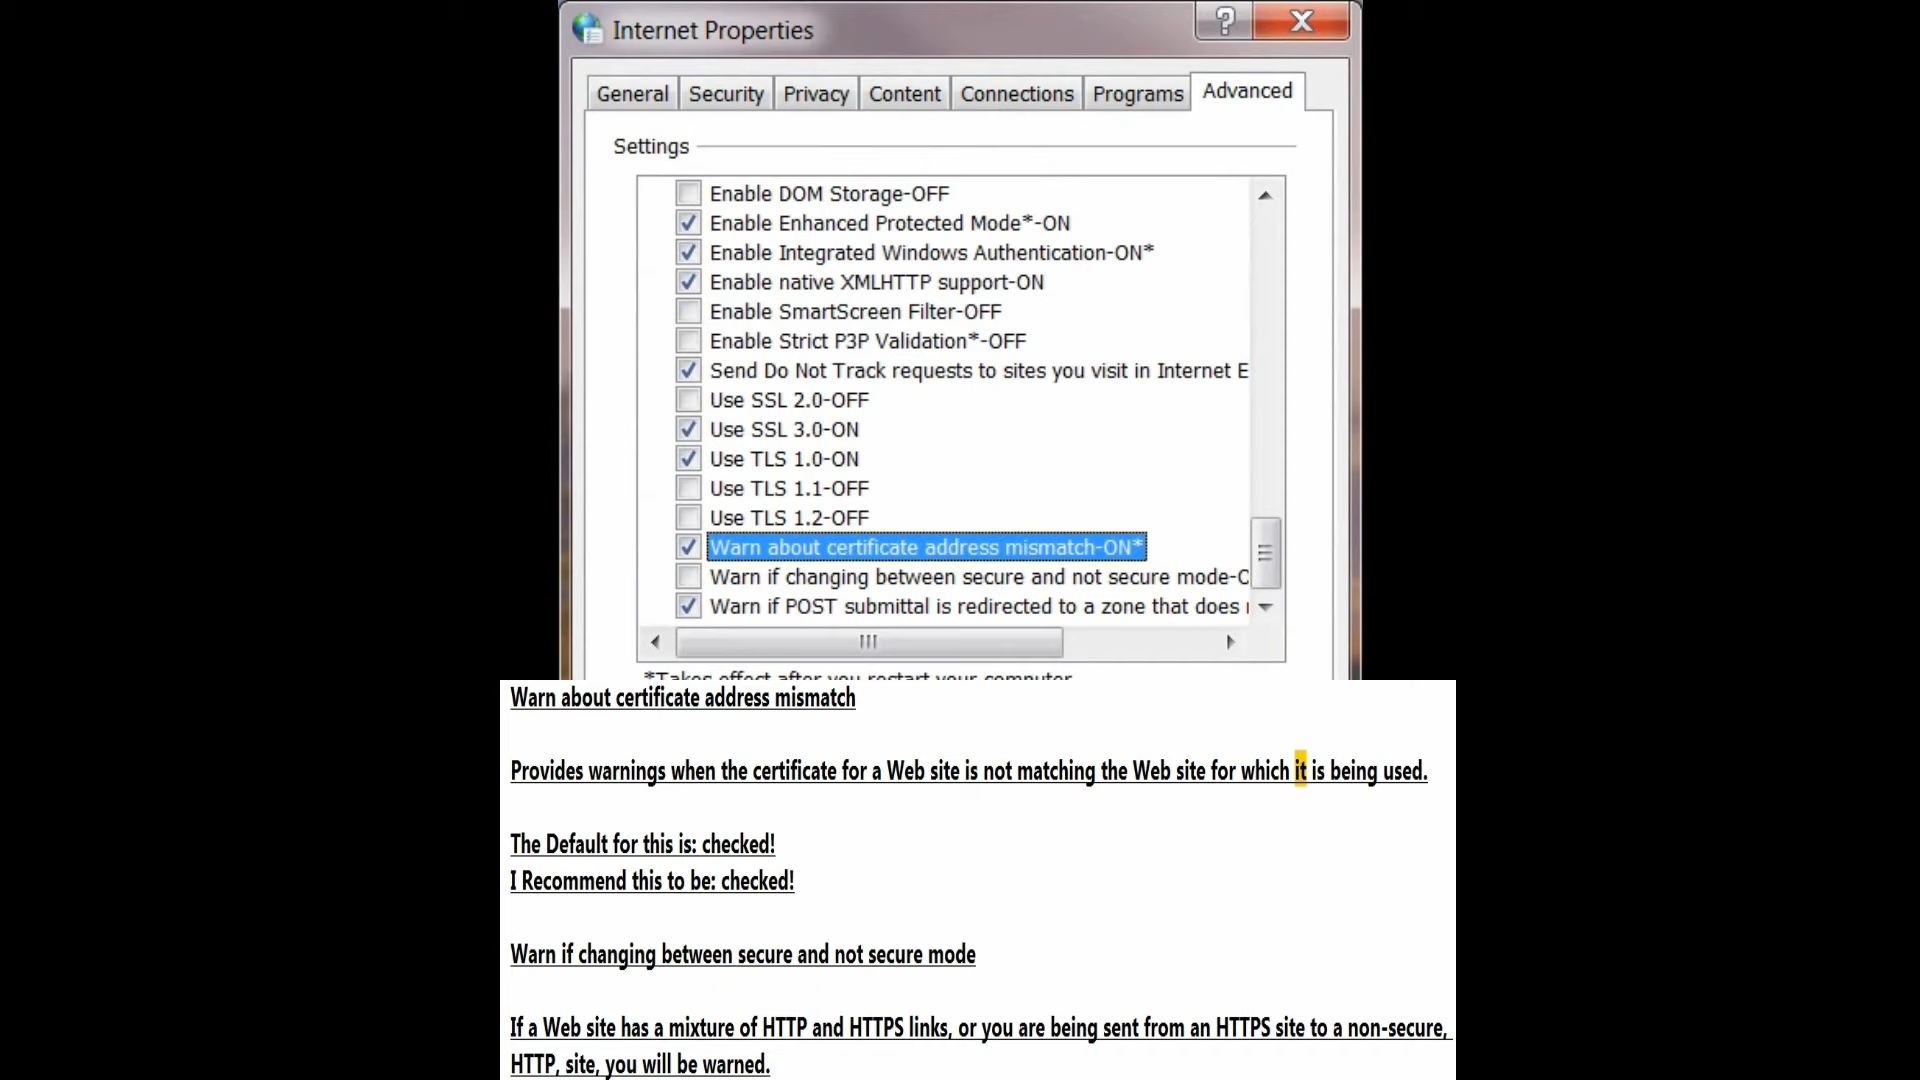 Internet Properties
General Security Privacy Content Connections Programs Advanced
Settings
Enable DOM Storage-OFF
Enable Enhanced Protected Mode*-ON
Enable Integrated Windows Authentication-ON*
Enable native XMLHTTP support-ON
Enable SmartScreen Filter-OFF
Enable Strict P3P Validation*-OFF
Send Do Not Track requests to sites you visit in Internet E
Use SSL 2.0-OFF
Use SSL 3.0-ON
Use TLS 1.0-ON
Use TLS 1.1-OFF
Use TLS 1.2-OFF
Warn about certificate address mismatch-ON*
Warn if changing between secure and not secure mode-O
Warn if POST submittal is redirected to a zone that does
*Takes effect after you restart your computer
Warn about certificate address mismatch
Provides warnings when the certificate for a Web site is not matching the Web site for which it is being used.
The Default for this is: checked!
I Recommend this to be: checked!
Warn if changing between secure and not secure mode
If a Web site has a mixture of HTTP and HTTPS links, or you are being sent from an HTTPS site to a non-secure,
HTTP, site, you will be warned.